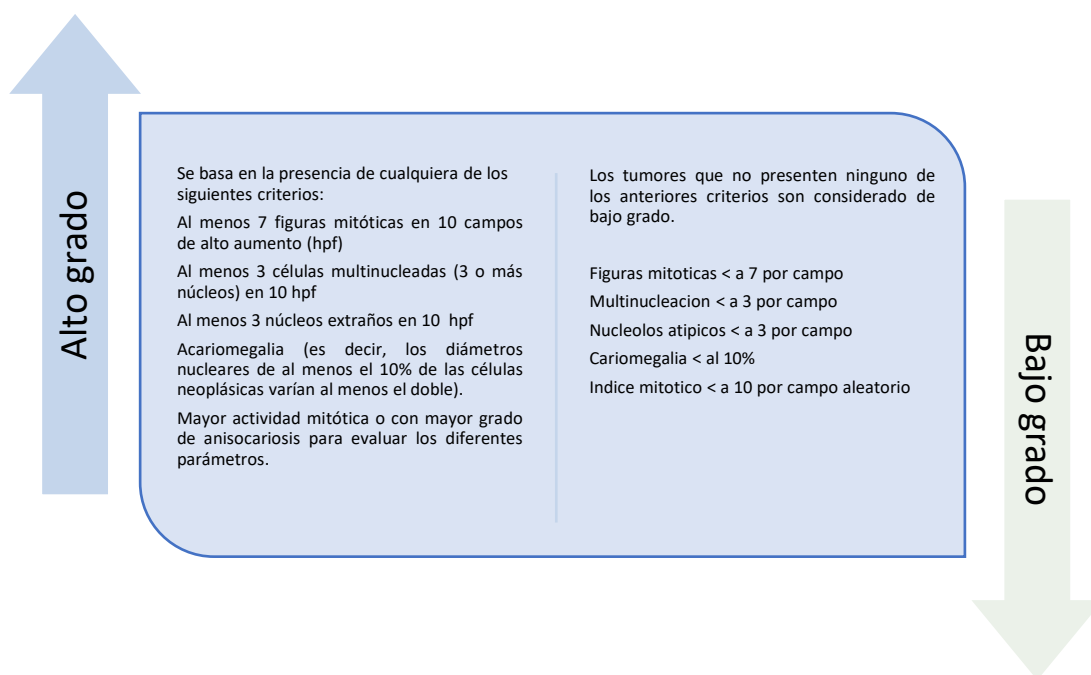 Alto grado
Se basa en la presencia de cualquiera de los
siguientes criterios:
Al menos 7 figuras mitóticas en 10 campos
de alto aumento (hpf)
Al menos 3 células multinucleadas (3 o más
núcleos) en 10 hpf
Al menos 3 núcleos extraños en 10 hpf
Acariomegalia (es decir, los diámetros
nucleares de al menos el 10% de las células
neoplásicas varían al menos el doble).
Mayor actividad mitótica o con mayor grado
de anisocariosis para evaluar los diferentes
parámetros.
Los tumores que no presenten ninguno de
los anteriores criterios son considerado de
bajo grado.
Figuras mitoticas < a 7 por campo
Multinucleacion < a 3 por campo
Nucleolos atipicos < a 3 por campo
Cariomegalia < al 10%
Indice mitotico < a 10 por campo aleatorio
Bajo grado